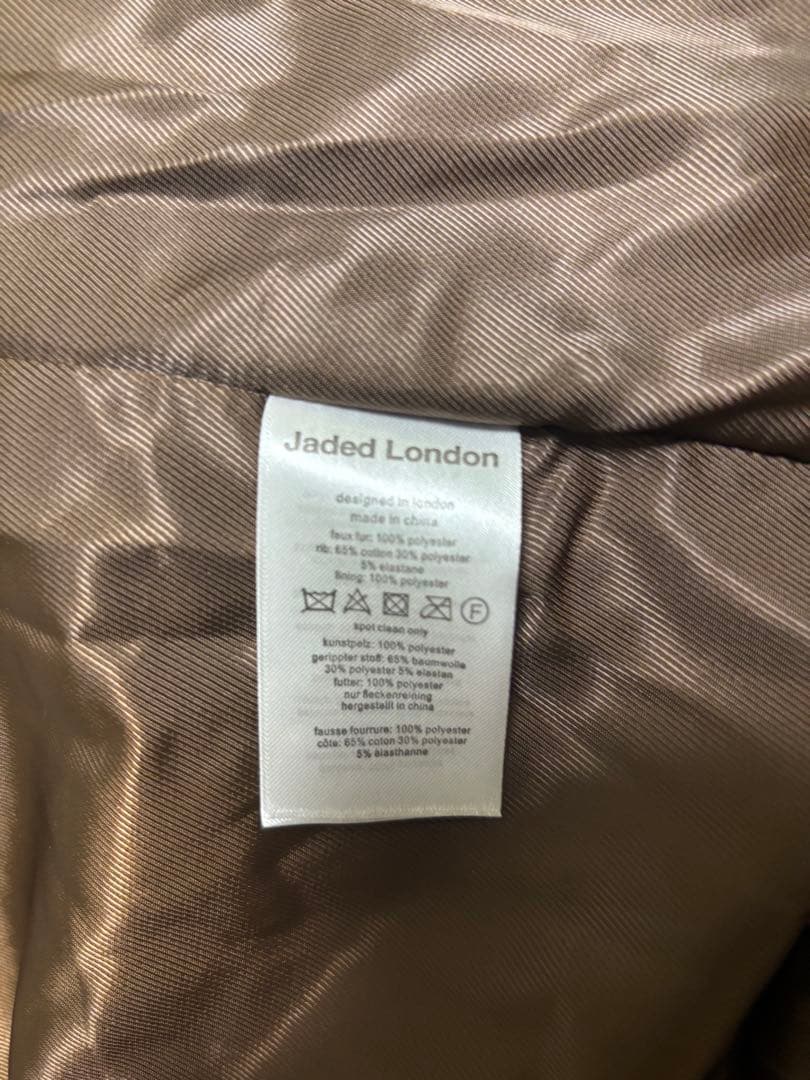 Jaded London
designed in london
made in china
faux fur: 100% polyester
rib: 65% cotton 30% polyester
5% elastane
lining: 100% polyester
F
spot clean only
kunstpelz: 100% polyester
gerippter stoß: 65% baumwolle
30% polyester 5% elastan
futter: 100% polyester
nur fleckenreining
hergestellt in china
fausse fourrure: 100% polyester
côte: 65% coton 30% polyester
5% élasthanne